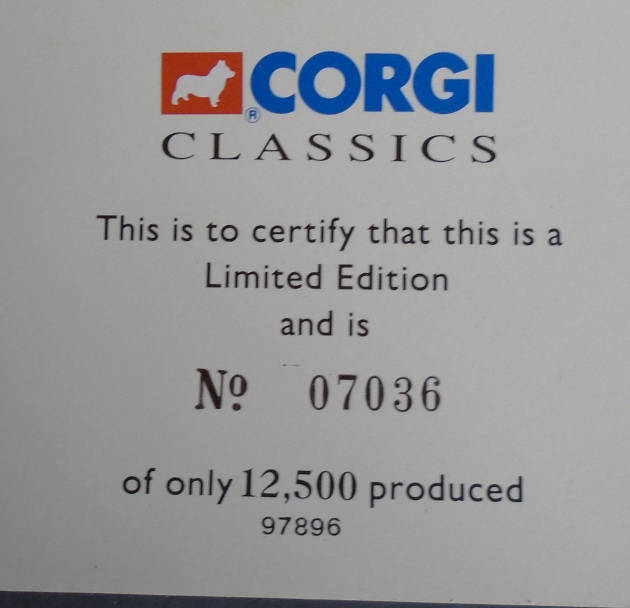 CORGI
®
CLASSICS
This is to certify that this is a
Limited Edition
and is
Nº 07036
of only 12,500 produced
97896